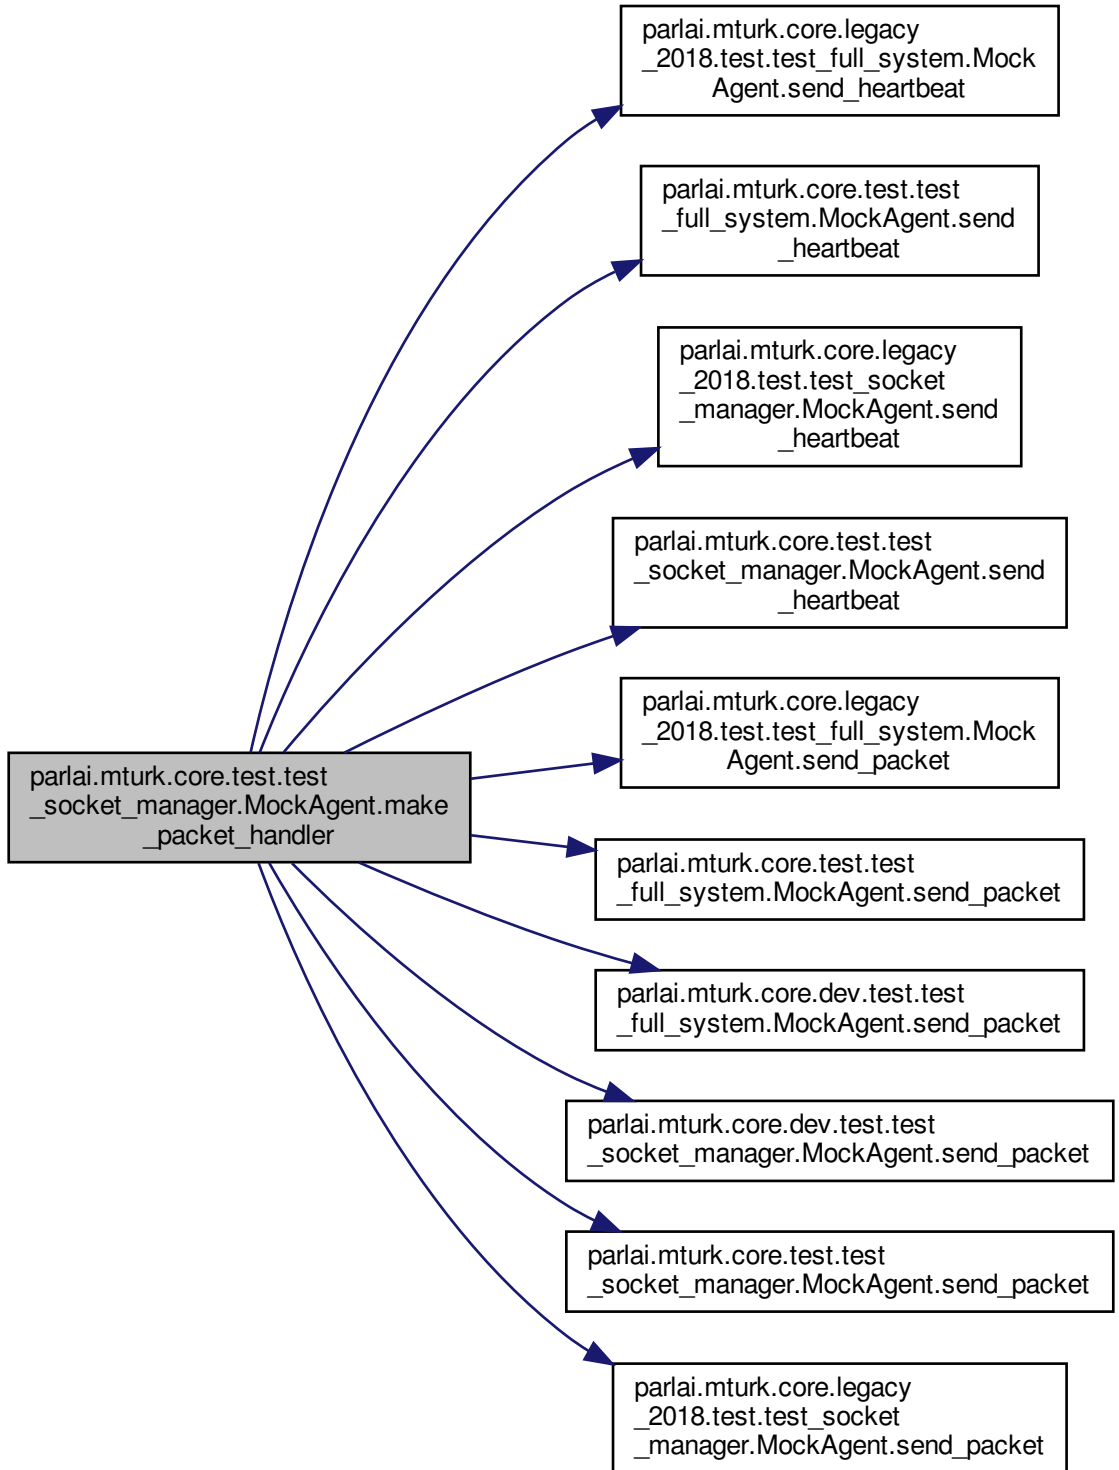 parlai.mturk.core.legacy
_2018.test.test_full_system.Mock
Agent.send_heartbeat
parlai.mturk.core.test.test
_full_system.MockAgent.send
_heartbeat
parlai.mturk.core.legacy
_2018.test.test_socket
_manager.MockAgent.send
_heartbeat
parlai.mturk.core.test.test
_socket_manager.MockAgent.send
_heartbeat
parlai.mturk.core.legacy
_2018.test.test_full_system.Mock
Agent.send_packet
parlai.mturk.core.test.test
_socket_manager.MockAgent.make
_packet_handler
parlai.mturk.core.test.test
_full_system.MockAgent.send_packet
parlai.mturk.core.dev.test.test
_full_system.MockAgent.send_packet
parlai.mturk.core.dev.test.test
_socket_manager.MockAgent.send_packet
parlai.mturk.core.test.test
_socket_manager.MockAgent.send_packet
parlai.mturk.core.legacy
_2018.test.test_socket
_manager.MockAgent.send_packet